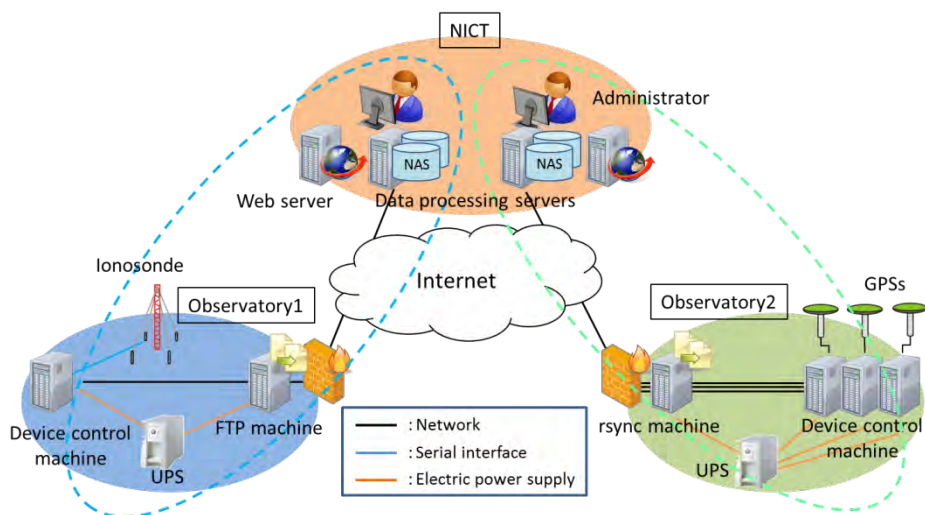 NICT
Administrator
NAS
NAS
Web server
Data processing servers
Internet
Ionosonde
Observatory1
Device control
machine
FTP machine
UPS
GPSs
Observatory2
rsync machine
Device control
machine
UPS
: Network
: Serial interface
: Electric power supply